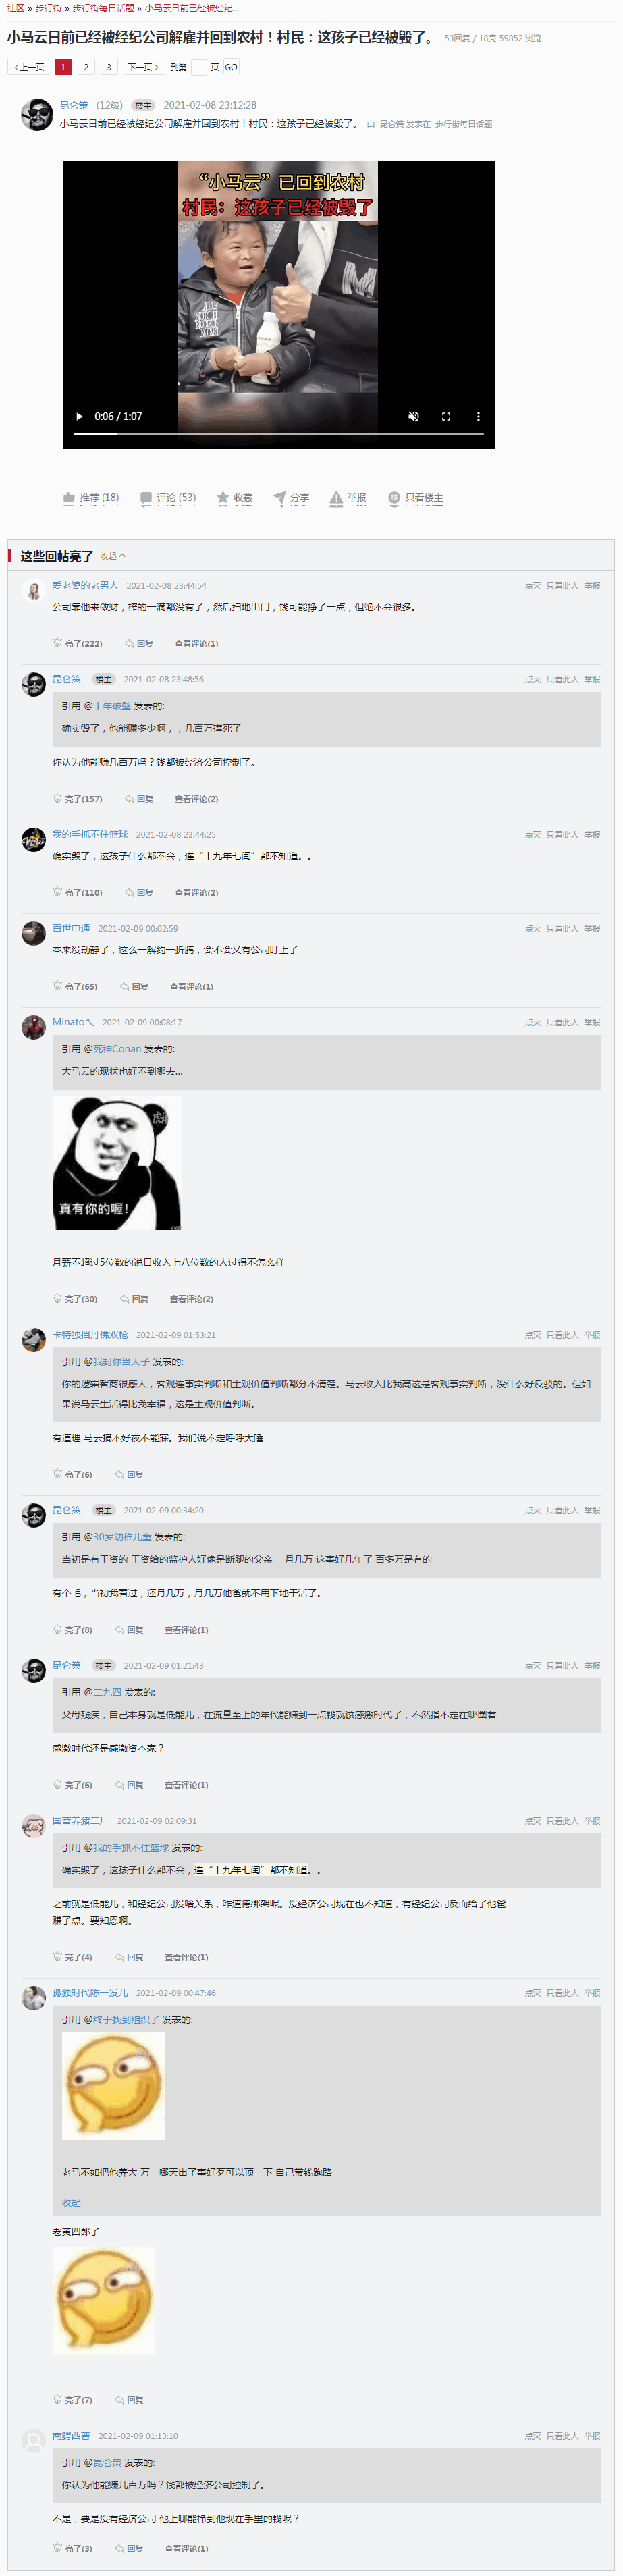 社区 » 步行街 » 步行街每日话题 » 小马云日前已经被经纪...
小马云日前已经被经纪公司解雇并回到农村！村民：这孩子已经被毁了。 53回复 / 18亮 59852 浏览
上一页 1 2 3 下一页 到第 页 GO
昆仑策 (12级) 楼主 2021-02-08 23:12:28
小马云日前已经被经纪公司解雇并回到农村！村民：这孩子已经被毁了。 由 昆仑策 发表在 步行街每日话题
“小马云”已回到农村
村民：这孩子已经被毁了
0:06 / 1:07
推荐 (18) 评论 (53) 收藏 分享 举报 只看楼主
这些回帖亮了 收起
爱老婆的老男人 2021-02-08 23:44:54 点灭 只看此人 举报
公司靠他来敛财，榨的一滴都没有了，然后扫地出门，钱可能挣了一点，但绝不会很多。
亮了(222) 回复 查看评论(1)
昆仑策 楼主 2021-02-08 23:48:56 点灭 只看此人 举报
引用 @十年破壁 发表的:
确实毁了，他能赚多少啊，，几百万撑死了
你认为他能赚几百万吗？钱都被经济公司控制了。
亮了(157) 回复 查看评论(2)
我的手抓不住篮球 2021-02-08 23:44:25 点灭 只看此人 举报
确实毁了，这孩子什么都不会，连“十九年七闰”都不知道。。
亮了(110) 回复 查看评论(2)
百世申通 2021-02-09 00:02:59 点灭 只看此人 举报
本来没动静了，这么一解约一折腾，会不会又有公司盯上了
亮了(65) 回复 查看评论(1)
Minatoヘ 2021-02-09 00:08:17 点灭 只看此人 举报
引用 @死神Conan 发表的:
大马云的现状也好不到哪去...
真有你的喔！
月薪不超过5位数的说日收入七八位数的人过得不怎么样
亮了(30) 回复 查看评论(2)
卡特独挡丹佛双枪 2021-02-09 01:53:21 点灭 只看此人 举报
引用 @我封你当太子 发表的:
你的逻辑智商很感人，客观连事实判断和主观价值判断都分不清楚。马云收入比我高这是客观事实判断，没什么好反驳的。但如
果说马云生活得比我幸福，这是主观价值判断。
有道理 马云搞不好夜不能寐。我们说不定呼呼大睡
亮了(6) 回复
昆仑策 楼主 2021-02-09 00:34:20 点灭 只看此人 举报
引用 @30岁幼稚儿童 发表的:
当初是有工资的 工资给的监护人好像是断腿的父亲 一月几万 这事好几年了 百多万是有的
有个毛，当初我看过，还月几万，月几万他爸就不用下地干活了。
亮了(8) 回复 查看评论(1)
昆仑策 楼主 2021-02-09 01:21:43 点灭 只看此人 举报
引用 @二九四 发表的:
父母残疾，自己本身就是低能儿，在流量至上的年代能赚到一点钱就该感激时代了，不然指不定在哪圈着
感激时代还是感激资本家？
亮了(6) 回复 查看评论(1)
国营养猪二厂 2021-02-09 02:09:31 点灭 只看此人 举报
引用 @我的手抓不住篮球 发表的:
确实毁了，这孩子什么都不会，连“十九年七闰”都不知道。。
之前就是低能儿，和经纪公司没啥关系，咋道德绑架呢。没经济公司现在也不知道，有经纪公司反而给了他爸
赚了点。要知恩啊。
亮了(4) 回复 查看评论(1)
孤独时代陈一发儿 2021-02-09 00:47:46 点灭 只看此人 举报
引用 @终于找到组织了 发表的:
老马不如把他养大 万一哪天出了事好歹可以顶一下 自己带钱跑路
收起
老黄四郎了
亮了(7) 回复
南鳄西曹 2021-02-09 01:13:10 点灭 只看此人 举报
引用 @昆仑策 发表的:
你认为他能赚几百万吗？钱都被经济公司控制了。
不是，要是没有经济公司 他上哪能挣到他现在手里的钱呢？
亮了(3) 回复 查看评论(1)